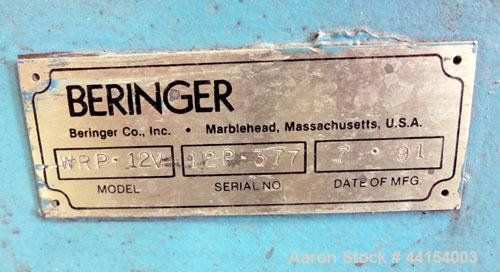 BERINGER
Beringer Co., Inc. • Marblehead, Massachusetts, U.S.A.
WRP-12V 12P-377 7-91
MODEL SERIAL NO. DATE OF MFG.
Aaron Stock # 44154003